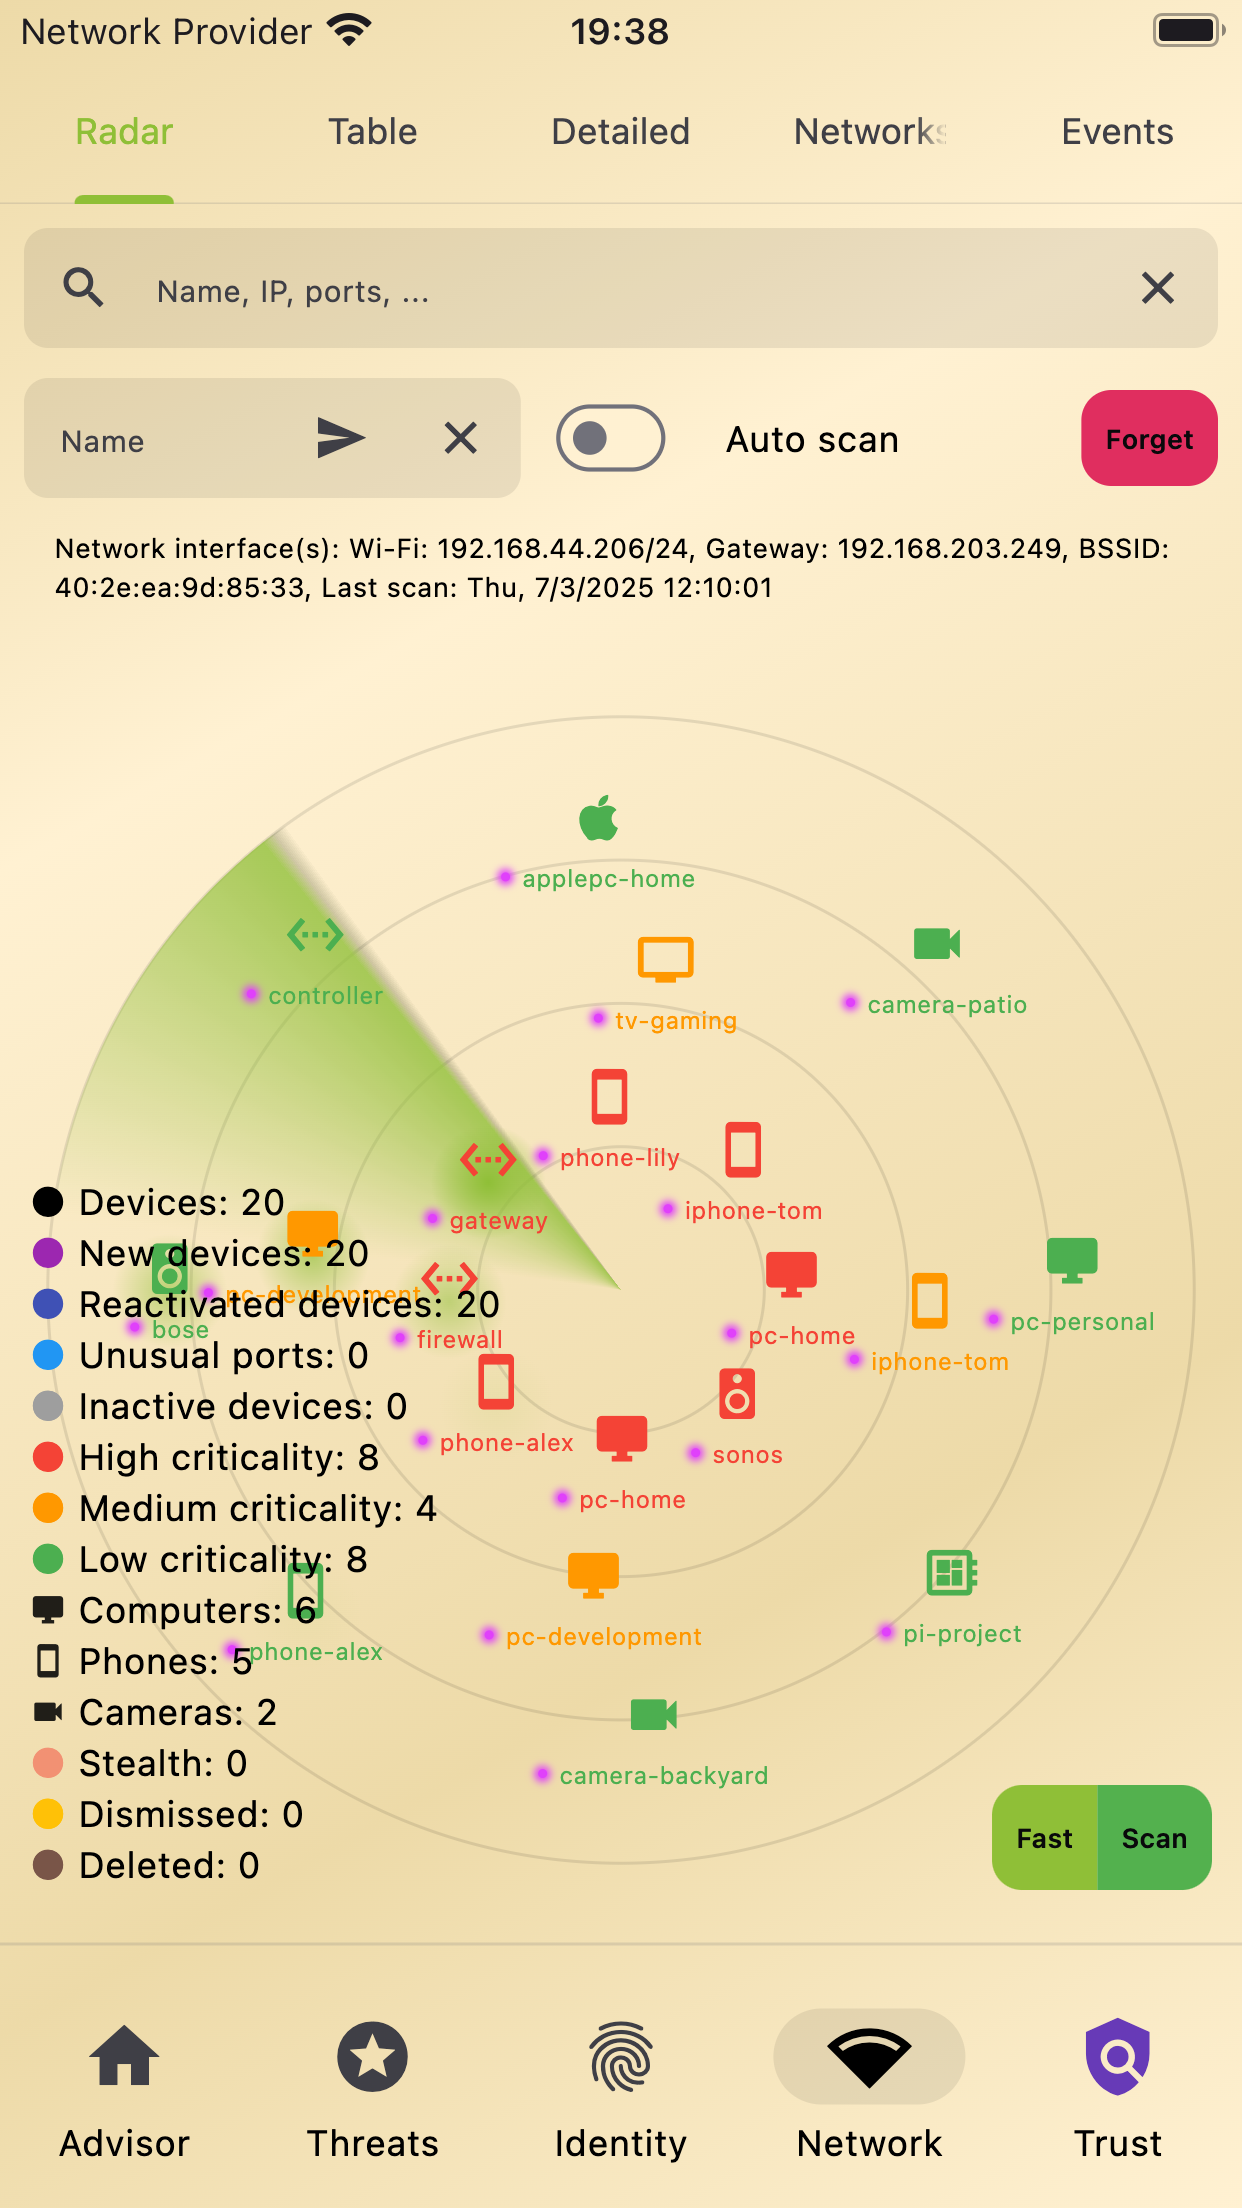 Network Provider
19:38
Radar
Table
Detailed
Networks
Events
Name, IP, ports, ...
Name
Auto scan
Forget
Network interface(s): Wi-Fi: 192.168.44.206/24, Gateway: 192.168.203.249, BSSID:
40:2e:ea:9d:85:33, Last scan: Thu, 7/3/2025 12:10:01
applepc-home
controller
camera-patio
tv-gaming
phone-lily
iphone-tom
gateway
pc-development
bose
firewall
pc-home
pc-personal
iphone-tom
phone-alex
sonos
pc-home
pc-development
pi-project
phone-alex
camera-backyard
Devices: 20
New devices: 20
Reactivated devices: 20
Unusual ports: 0
Inactive devices: 0
High criticality: 8
Medium criticality: 4
Low criticality: 8
Computers: 6
Phones: 5
Cameras: 2
Stealth: 0
Dismissed: 0
Deleted: 0
Fast
Scan
Advisor
Threats
Identity
Network
Trust